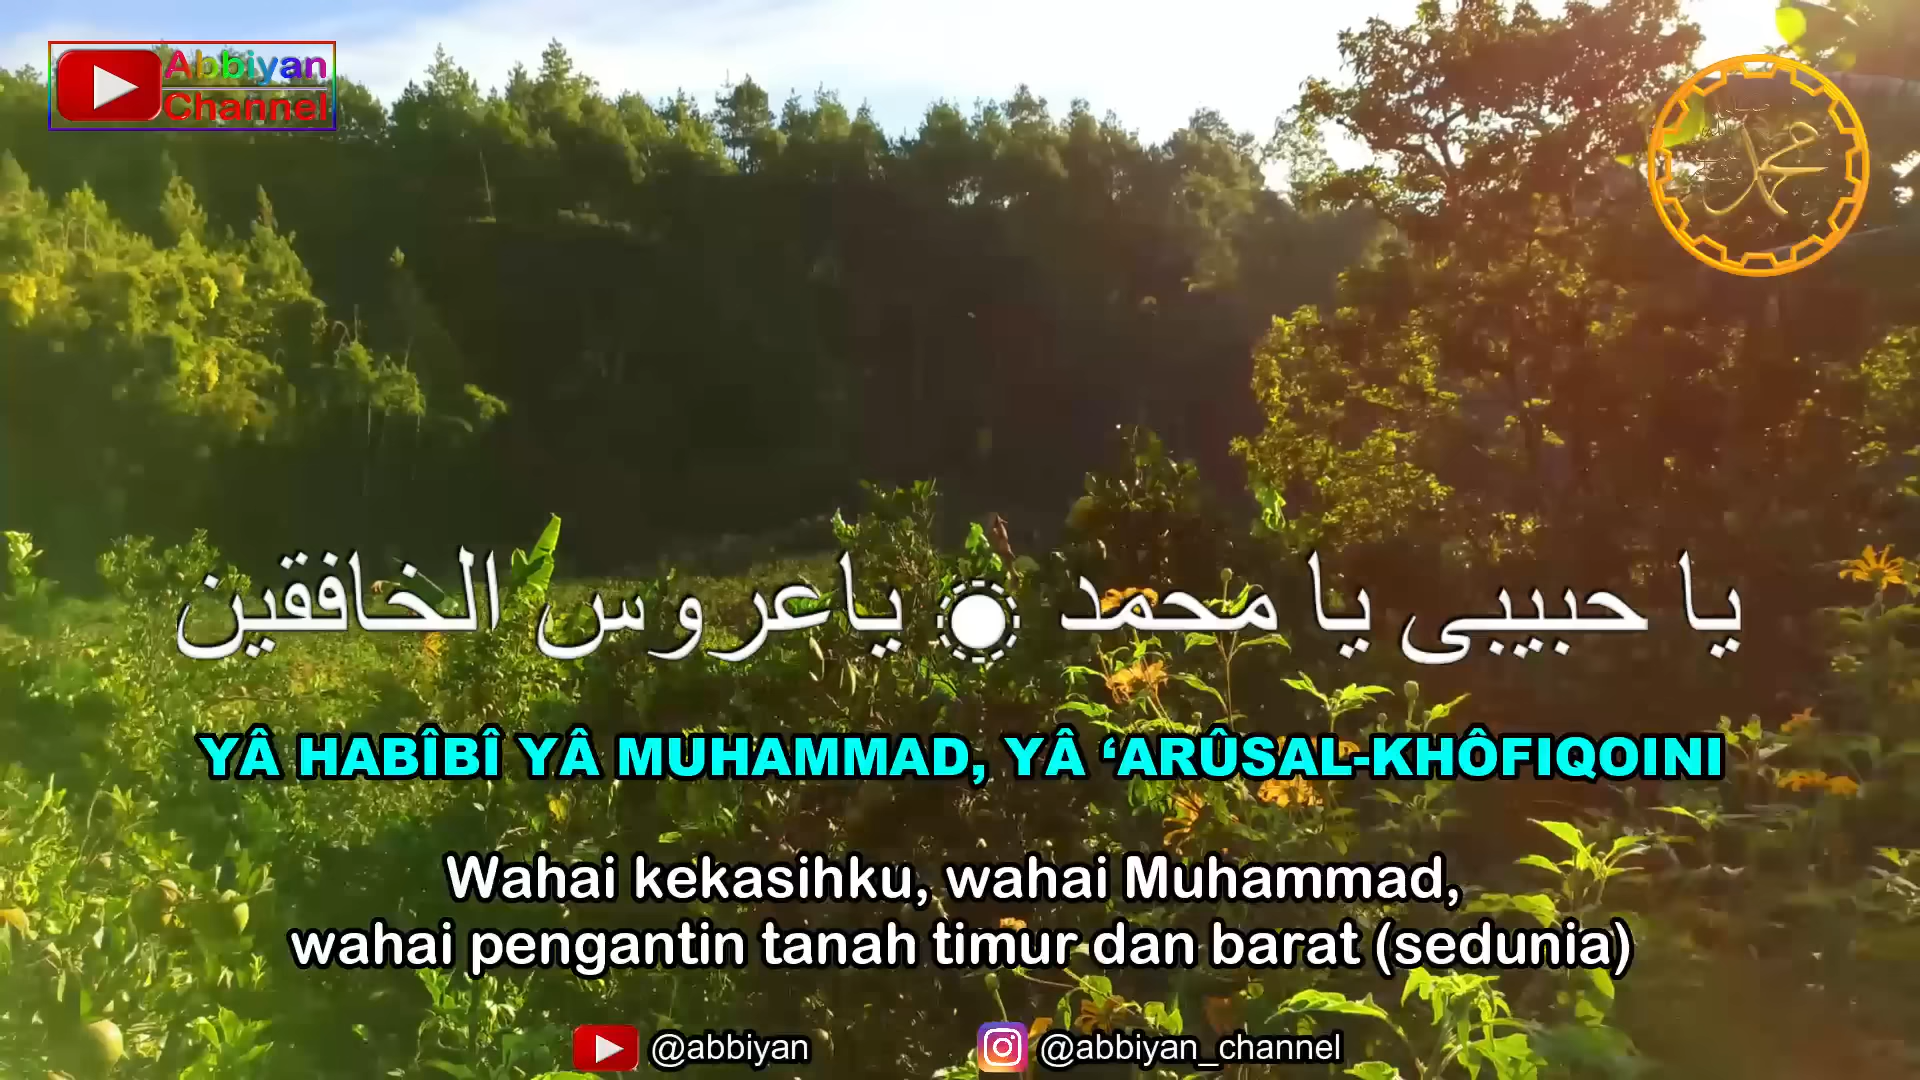 Abbiyan
Channel
محمد
يا حبيبى يا محمد ۝ ياعروس الخافقين
YÂ HABÎBÎ YÂ MUHAMMAD, YÂ ‘ARÛSAL-KHÔFIQOINI
Wahai kekasihku, wahai Muhammad,
wahai pengantin tanah timur dan barat (sedunia)
@abbiyan
@abbiyan_channel